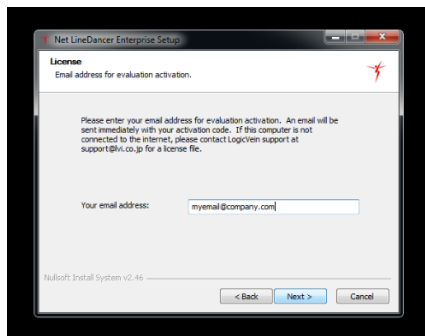 Net LineDancer Enterprise Setup
License
Email address for evaluation activation.
Please enter your email address for evaluation activation. An email will be
sent immediately with your activation code. If this computer is not
connected to the internet, please contact LogicVein support at
support@lvi.co.jp for a license file.
Your email address:
myemail@company.com
Nullsoft Install System v2.46
< Back
Next >
Cancel